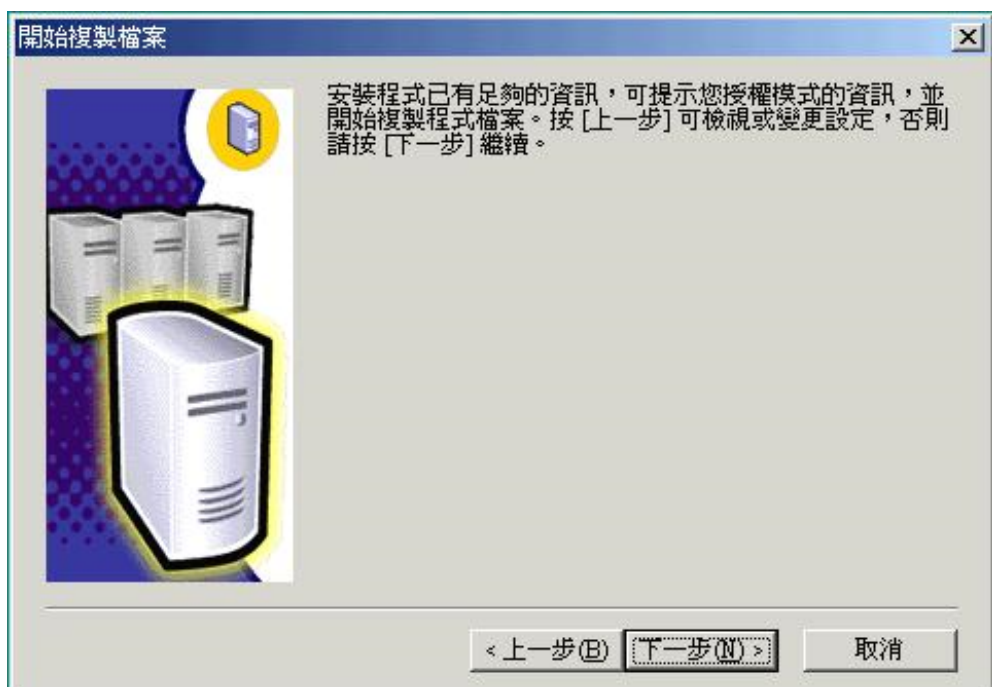 開始複製檔案
安裝程式已有足夠的資訊，可提示您授權模式的資訊，並
開始複製程式檔案。按 [上一步] 可檢視或變更設定，否則
請按 [下一步] 繼續。
< 上一步(B)
下一步(N) >
取消